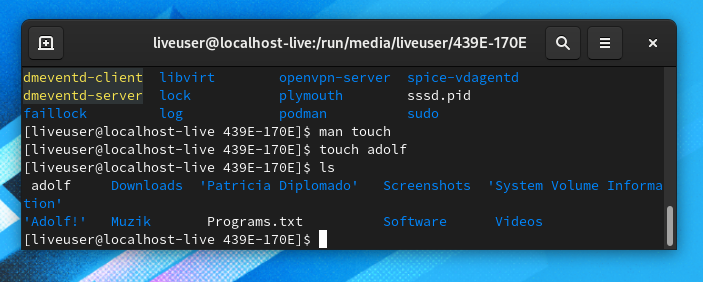 liveuser@localhost-live:/run/media/liveuser/439E-170E
dmeventd-client  libvirt        openvpn-server  spice-vdagentd
dmeventd-server  lock           plymouth        sssd.pid
faillock         log            podman          sudo
[liveuser@localhost-live 439E-170E]$ man touch
[liveuser@localhost-live 439E-170E]$ touch adolf
[liveuser@localhost-live 439E-170E]$ ls
 adolf     Downloads  'Patricia Diplomado'   Screenshots  'System Volume Informa
tion'
'Adolf!'   Muzik       Programs.txt          Software      Videos
[liveuser@localhost-live 439E-170E]$